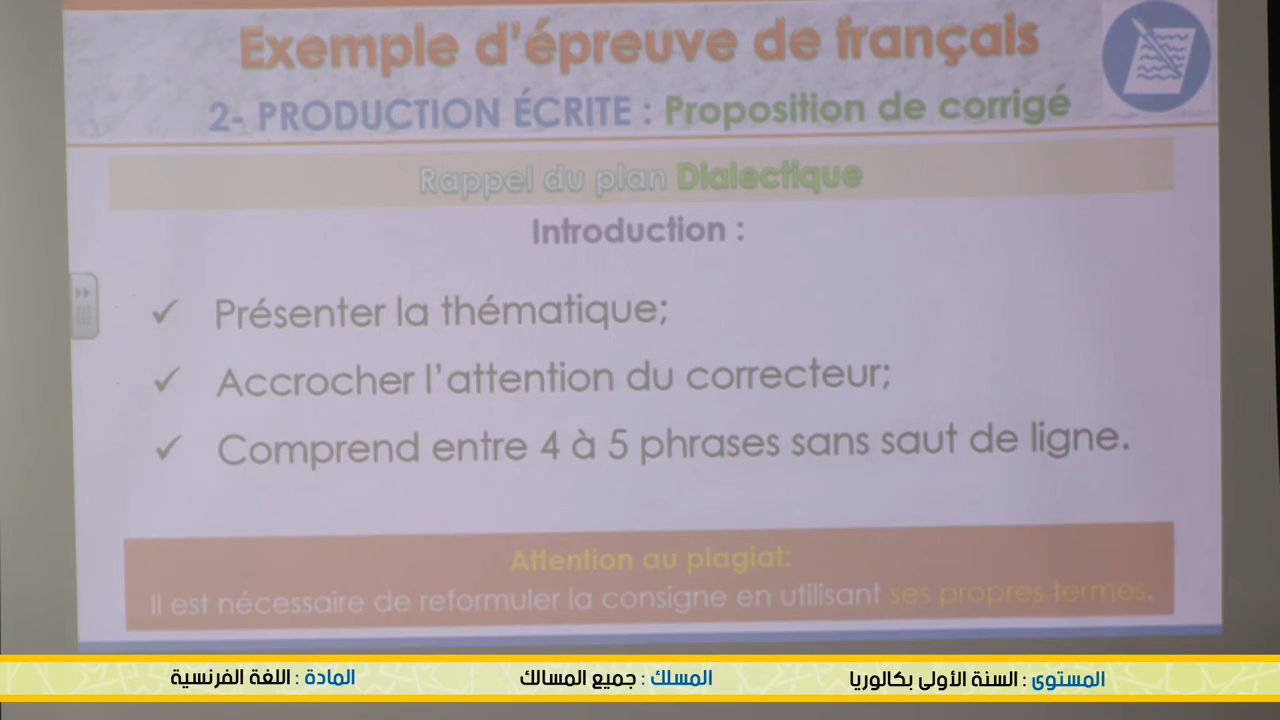 Exemple d'épreuve de français
2- PRODUCTION ÉCRITE : Proposition de corrigé
Rappel du plan Dialectique
Introduction :
✓ Présenter la thématique;
✓ Accrocher l'attention du correcteur;
✓ Comprend entre 4 à 5 phrases sans saut de ligne.
Attention au plagiat:
Il est nécessaire de reformuler la consigne en utilisant ses propres termes.
المستوى : السنة الأولى بكالوريا المسلك : جميع المسالك المادة : اللغة الفرنسية